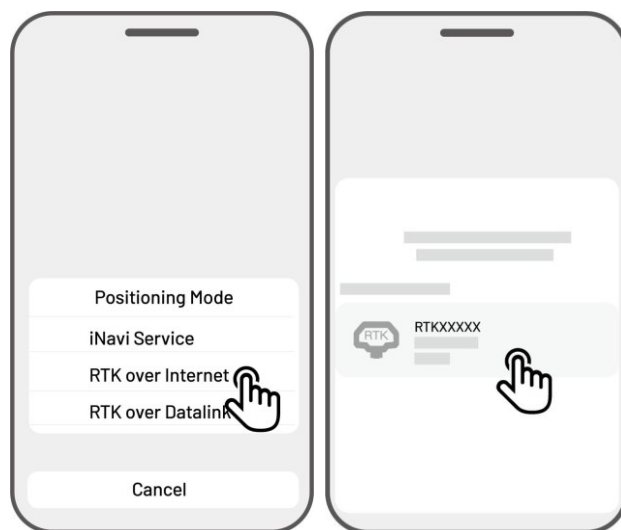 Positioning Mode
iNavi Service
RTK over Internet
RTK over Datalink
Cancel
RTK
RTKXXXXX